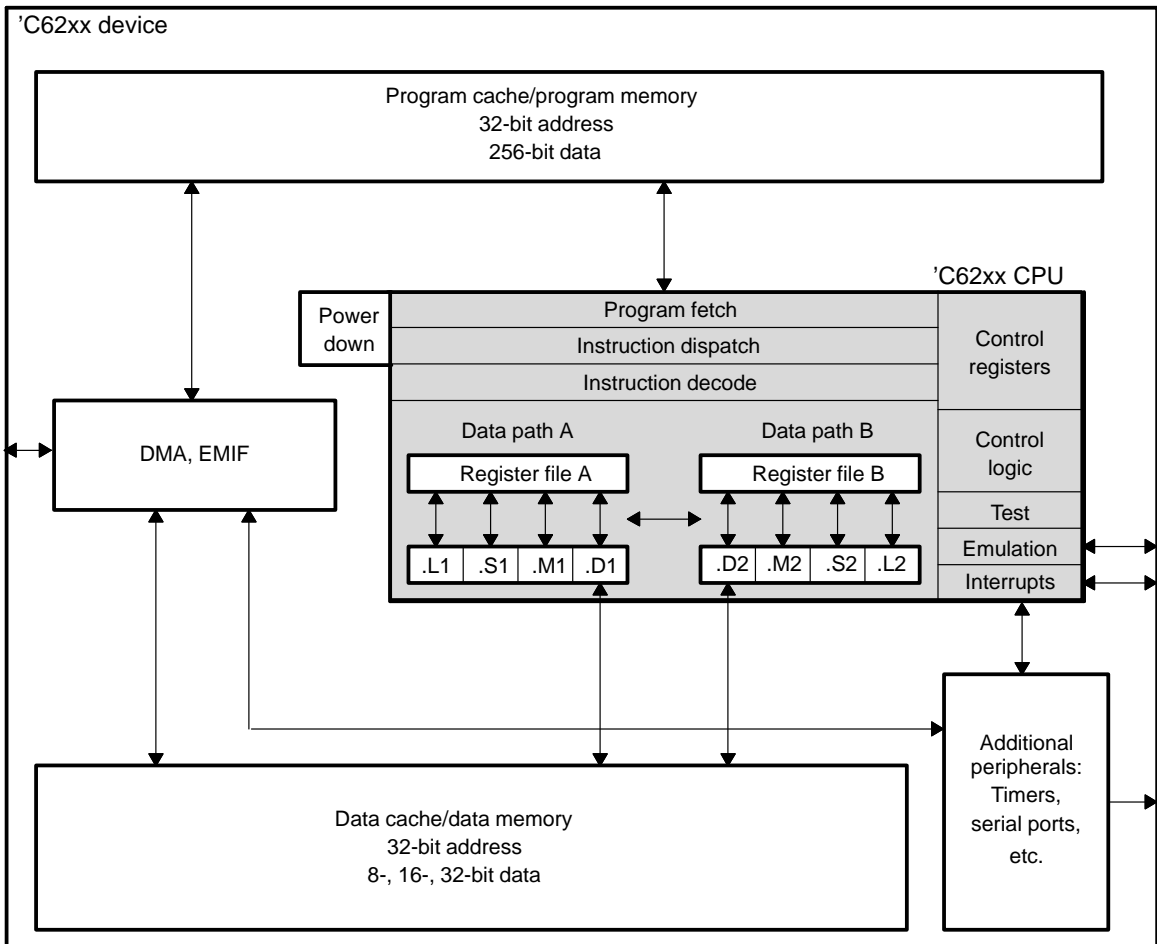 ’C62xx device
Program cache/program memory
32-bit address
256-bit data
’C62xx CPU
Power
down
Program fetch
Instruction dispatch
Instruction decode
Control
registers
DMA, EMIF
Data path A
Data path B
Register file A
Register file B
Control
logic
Test
Emulation
Interrupts
.L1 .S1 .M1 .D1
.D2 .M2 .S2 .L2
Additional
peripherals:
Timers,
serial ports,
etc.
Data cache/data memory
32-bit address
8-, 16-, 32-bit data